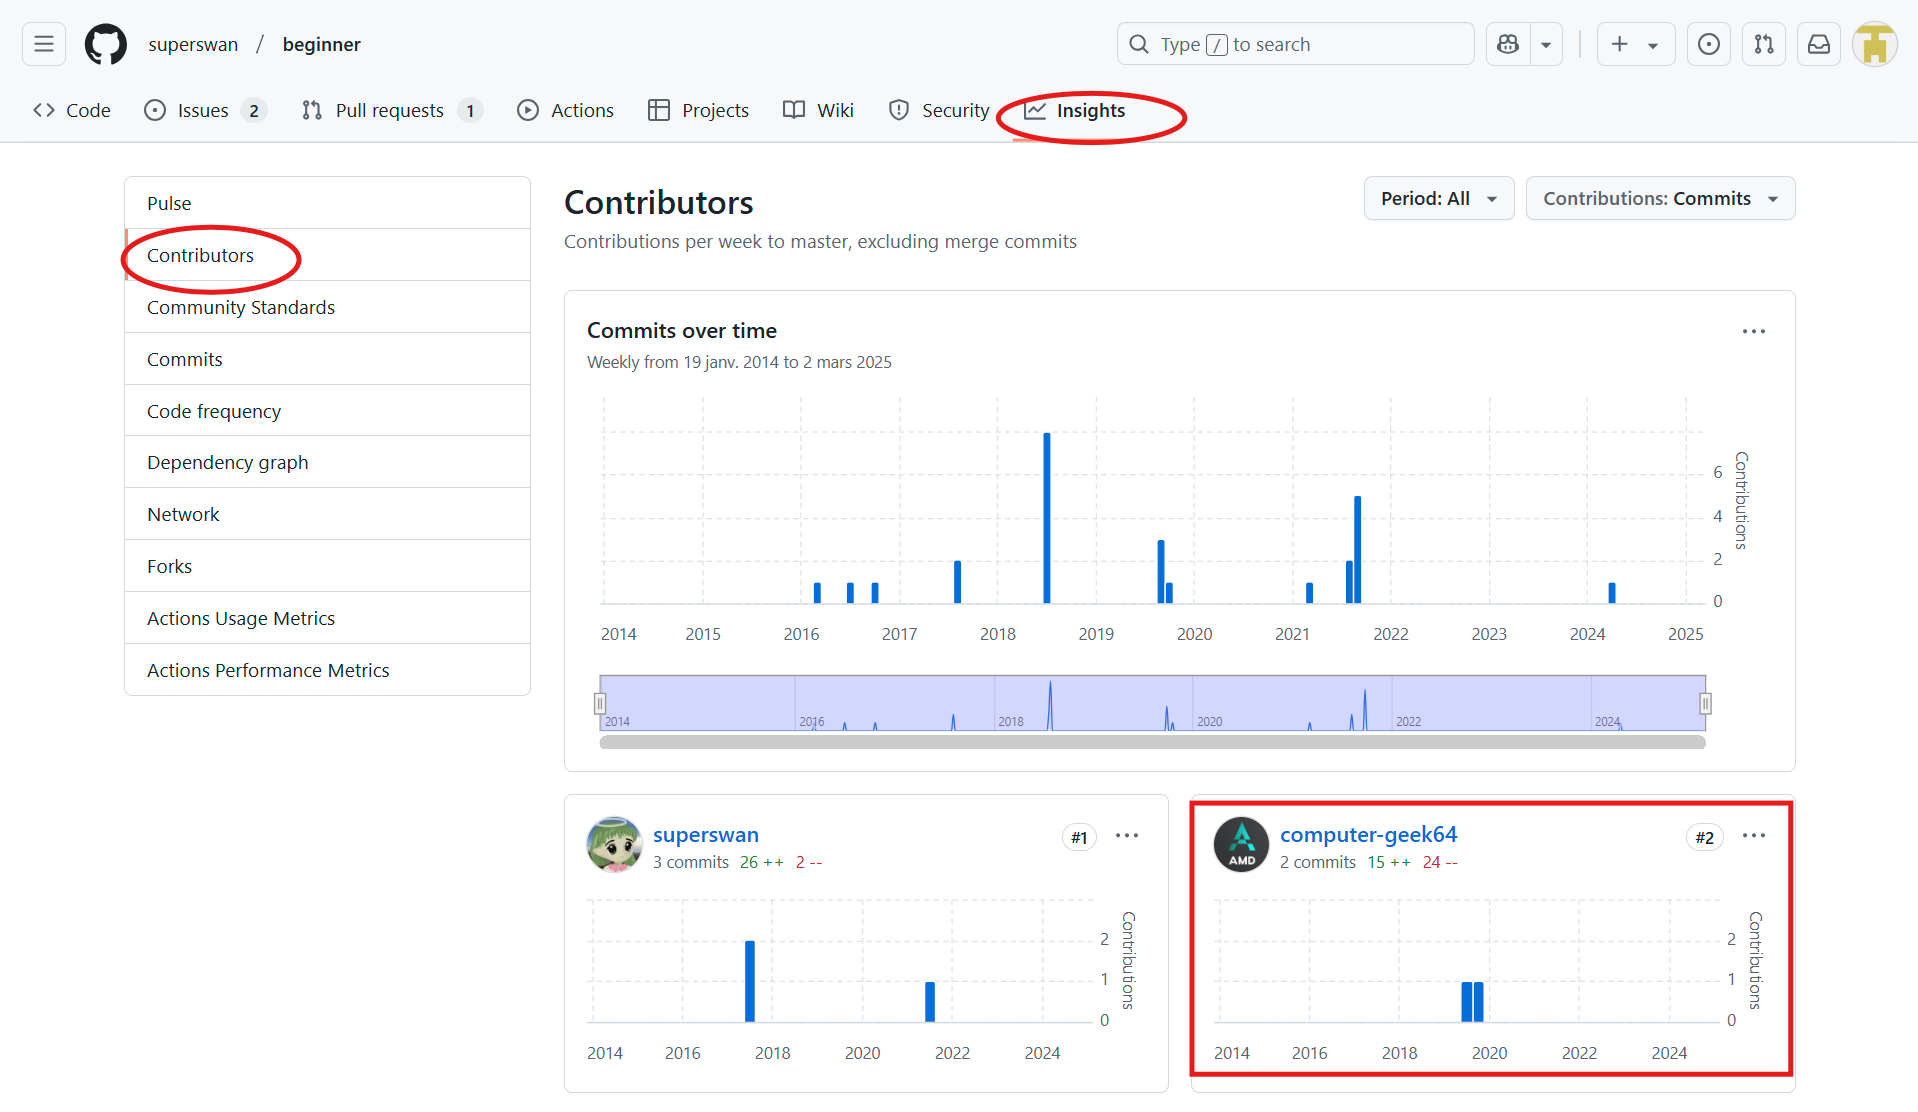 superswan / beginner
Type / to search
Code
Issues 2
Pull requests 1
Actions
Projects
Wiki
Security
Insights
Pulse
Contributors
Community Standards
Commits
Code frequency
Dependency graph
Network
Forks
Actions Usage Metrics
Actions Performance Metrics
Contributors
Period: All
Contributions: Commits
Contributions per week to master, excluding merge commits
Commits over time
Weekly from 19 janv. 2014 to 2 mars 2025
6
4
2
0
Contributions
2014 2015 2016 2017 2018 2019 2020 2021 2022 2023 2024 2025
2014 2016 2018 2020 2022 2024
superswan
#1
3 commits 26 ++ 2 --
2
1
0
Contributions
2014 2016 2018 2020 2022 2024
AMD
computer-geek64
#2
2 commits 15 ++ 24 --
2
1
0
Contributions
2014 2016 2018 2020 2022 2024